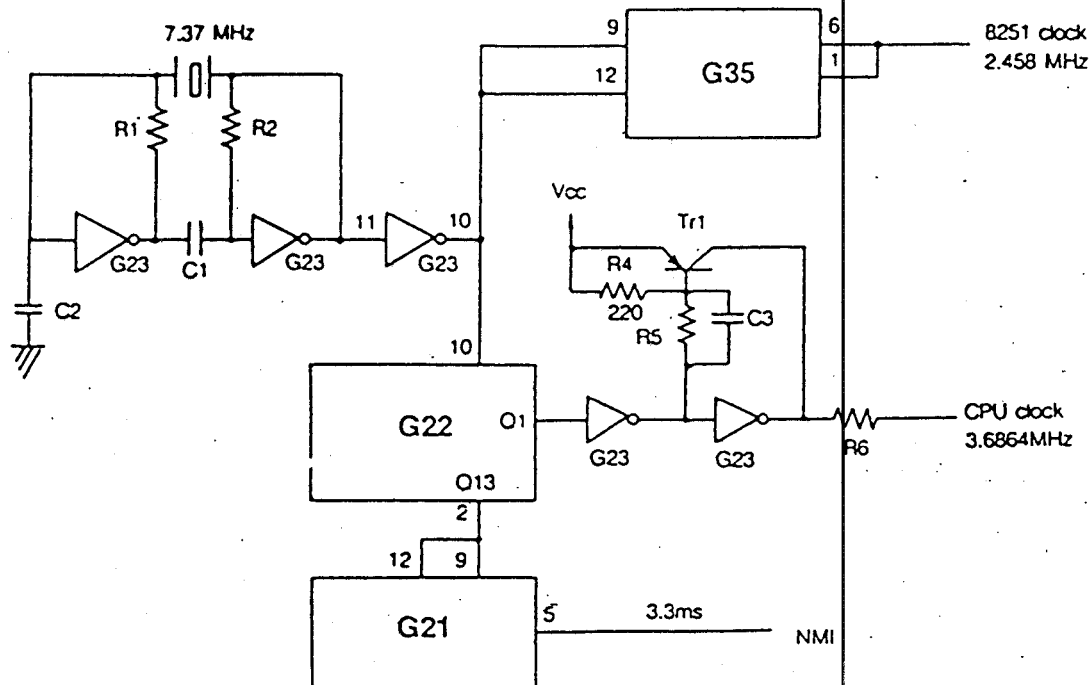 7.37 MHz
R1
R2
G23
C1
G23
C2
11
10
G23
9
12
G35
6
1
8251 clock
2.458 MHz
Vcc
Tr1
R4
220
R5
C3
10
G22
Q1
Q13
2
G23
G23
R6
CPU clock
3.6864MHz
12
9
G21
5
3.3ms
NMI